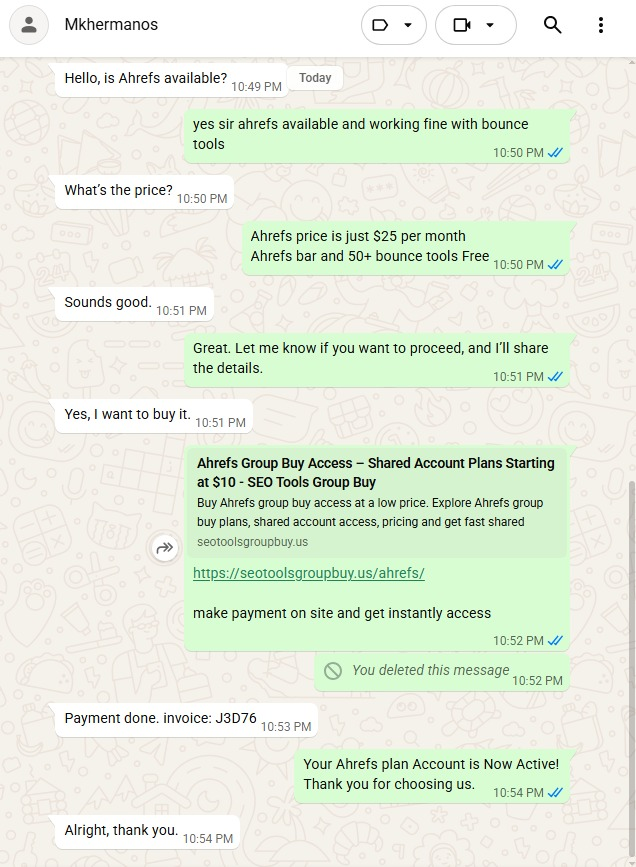 Mkhermanos
Today
Hello, is Ahrefs available? 10:49 PM
yes sir ahrefs available and working fine with bounce
tools 10:50 PM
What's the price? 10:50 PM
Ahrefs price is just $25 per month
Ahrefs bar and 50+ bounce tools Free 10:50 PM
Sounds good. 10:51 PM
Great. Let me know if you want to proceed, and I'll share
the details. 10:51 PM
Yes, I want to buy it. 10:51 PM
Ahrefs Group Buy Access – Shared Account Plans Starting
at $10 - SEO Tools Group Buy
Buy Ahrefs group buy access at a low price. Explore Ahrefs group
buy plans, shared account access, pricing and get fast shared
seotoolsgroupbuy.us
https://seotoolsgroupbuy.us/ahrefs/
make payment on site and get instantly access
10:52 PM
You deleted this message 10:52 PM
Payment done. invoice: J3D76 10:53 PM
Your Ahrefs plan Account is Now Active!
Thank you for choosing us. 10:54 PM
Alright, thank you. 10:54 PM